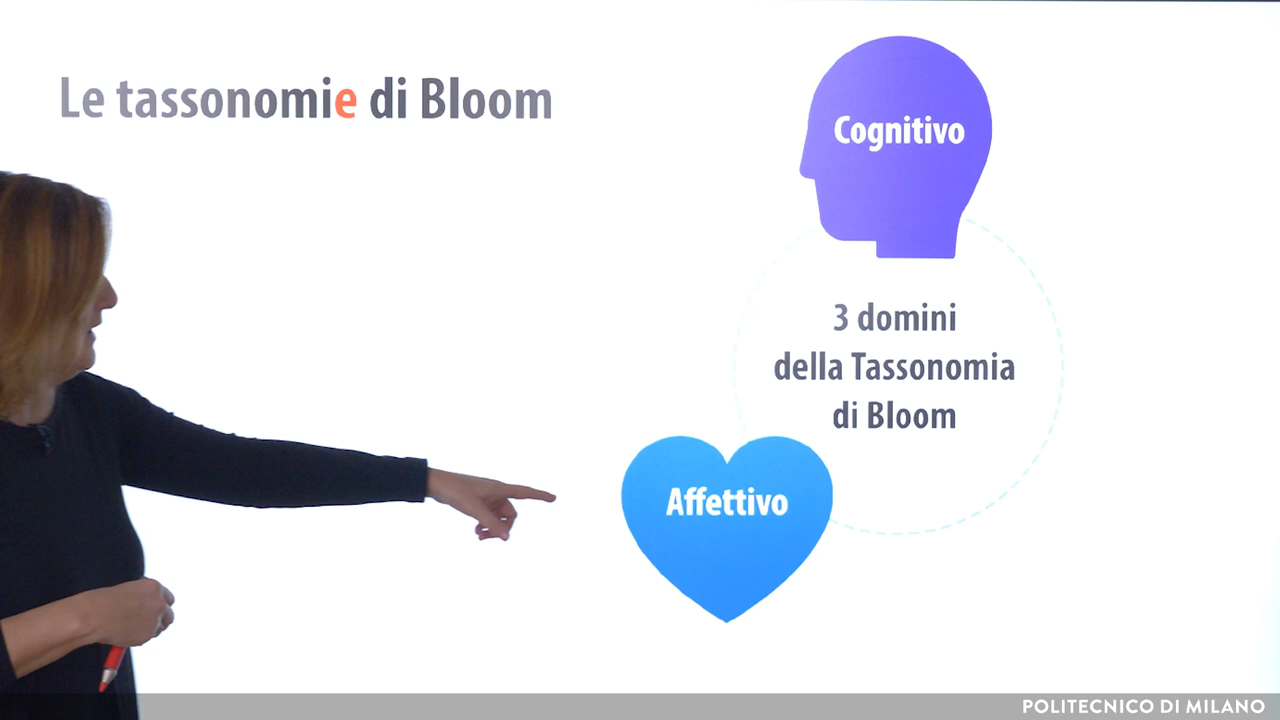 Le tassonomie di Bloom
Cognitivo
3 domini
della Tassonomia
di Bloom
Affettivo
POLITECNICO DI MILANO